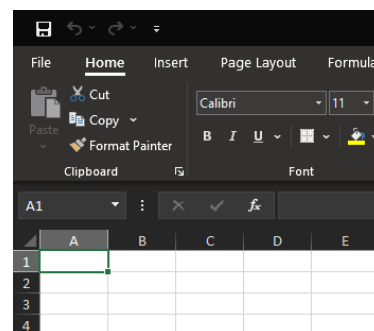 File Home Insert Page Layout Formula
Cut
Calibri 11
Copy
Paste
B I U
Format Painter
Clipboard Font
A1 fx
A B C D E
1
2
3
4